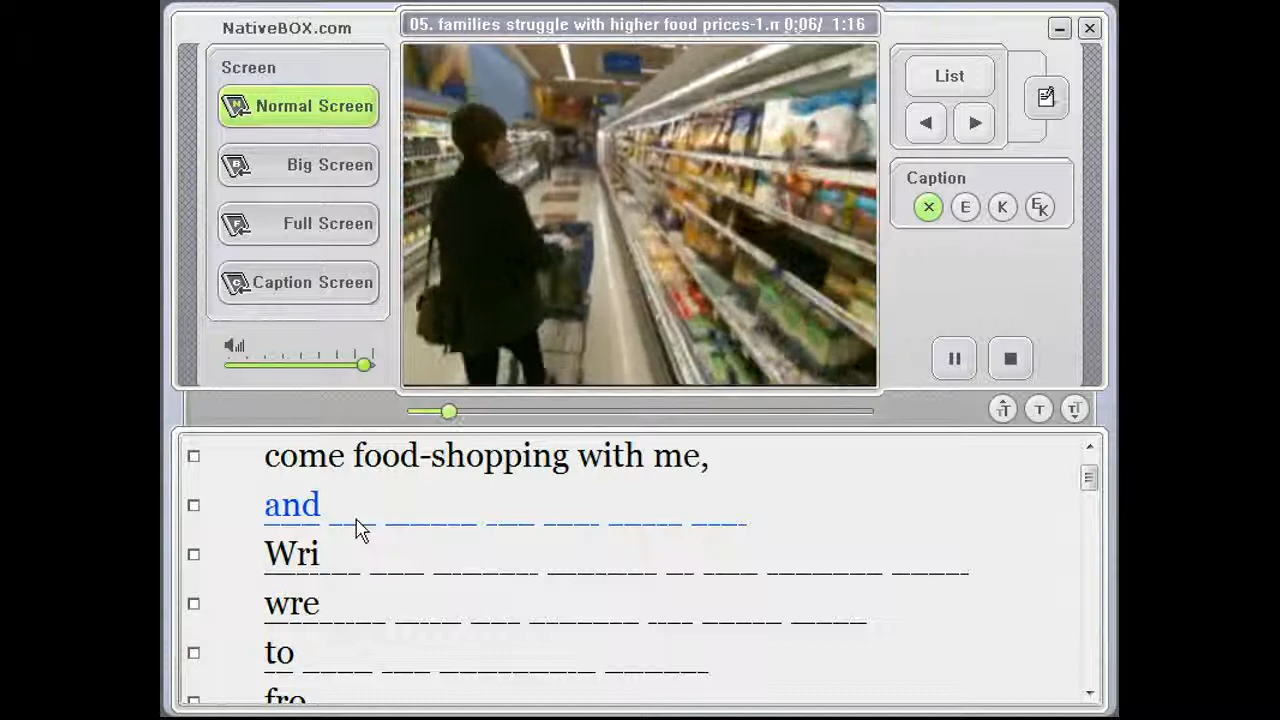 NativeBOX.com
05. families struggle with higher food prices-1.m 0:06/ 1:16
Screen
Normal Screen
Big Screen
Full Screen
Caption Screen
List
Caption
E
K
EK
T
T
T
come food-shopping with me,
and
Wri
wre
to
fro